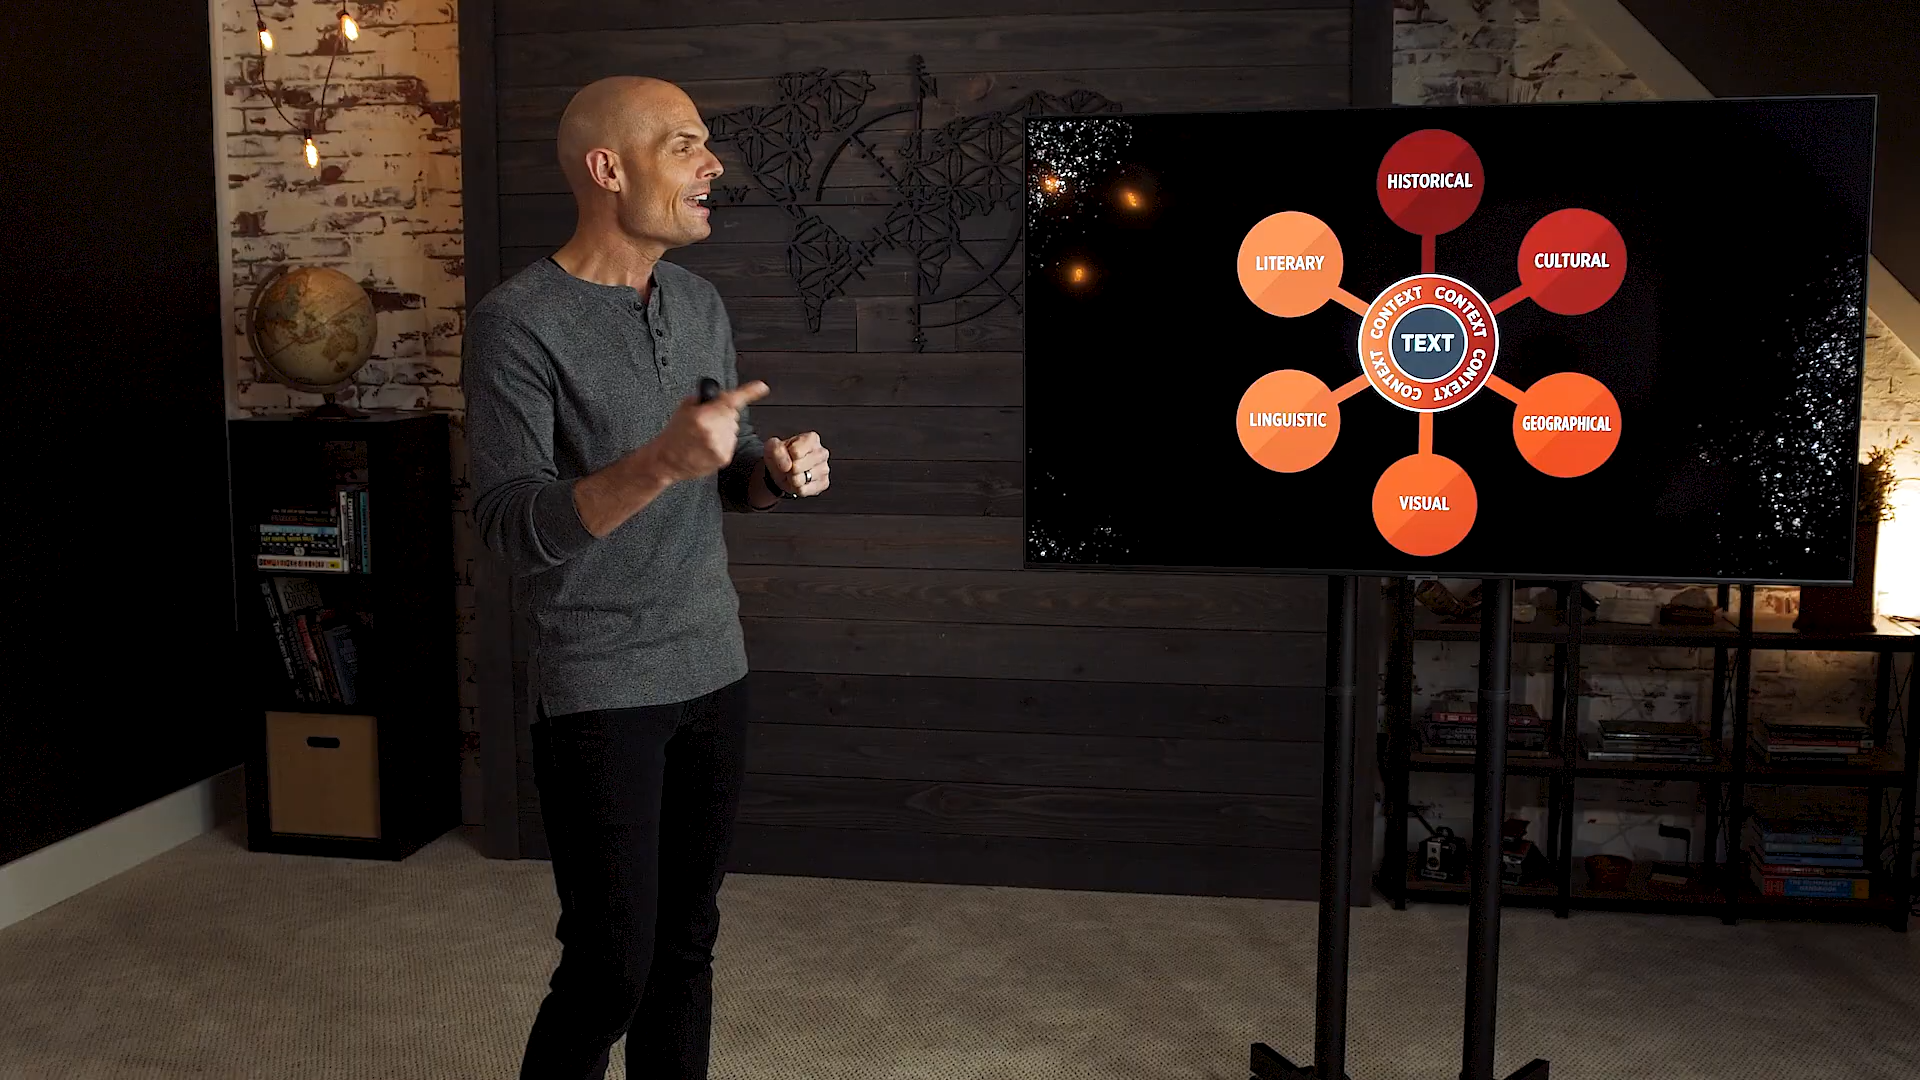 HISTORICAL
LITERARY
CULTURAL
CONTEXT CONTEXT
TEXT
CONTEXT CONTEXT
LINGUISTIC
GEOGRAPHICAL
VISUAL